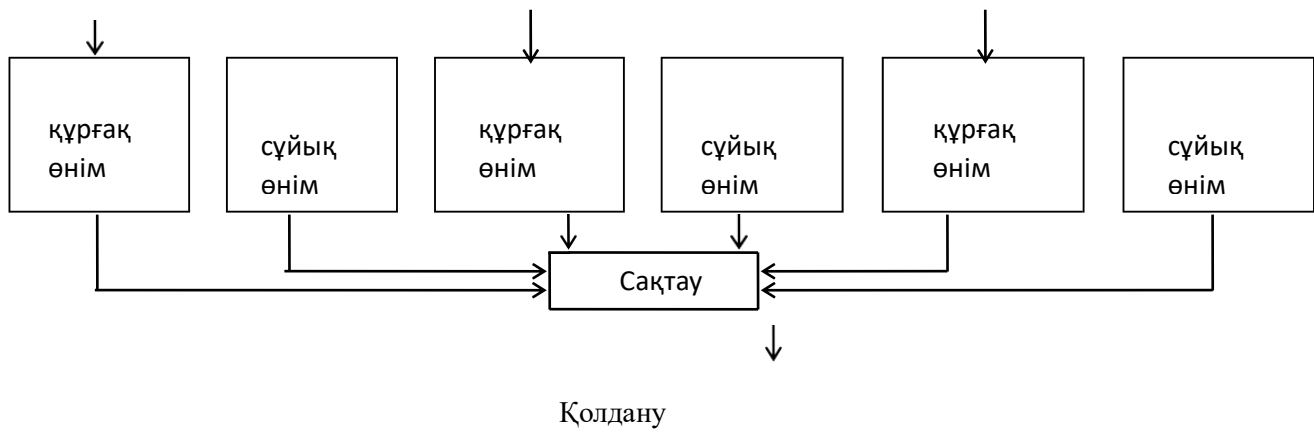 құрғақ
өнім
сұйық
өнім
құрғақ
өнім
сұйық
өнім
құрғақ
өнім
сұйық
өнім
Сақтау
Қолдану